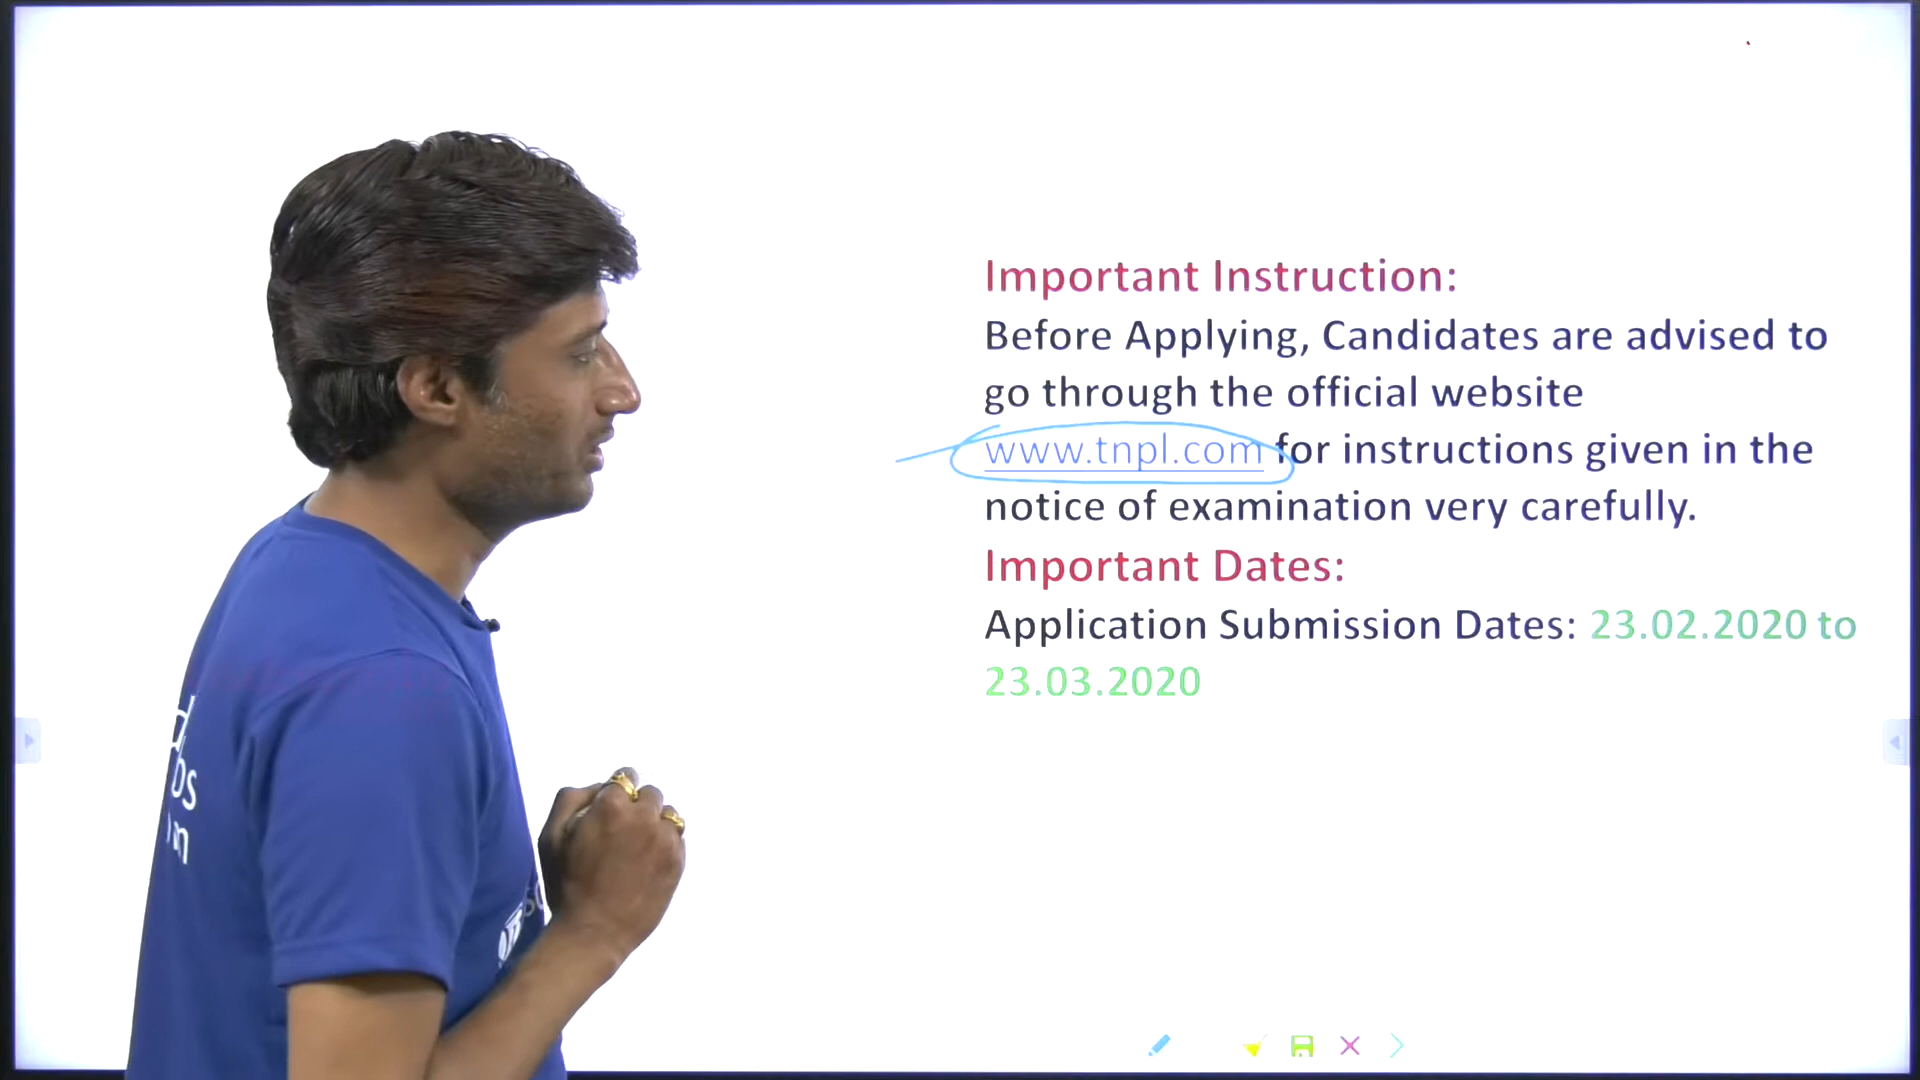 Important Instruction:
Before Applying, Candidates are advised to
go through the official website
www.tnpl.com for instructions given in the
notice of examination very carefully.
Important Dates:
Application Submission Dates: 23.02.2020 to
23.03.2020